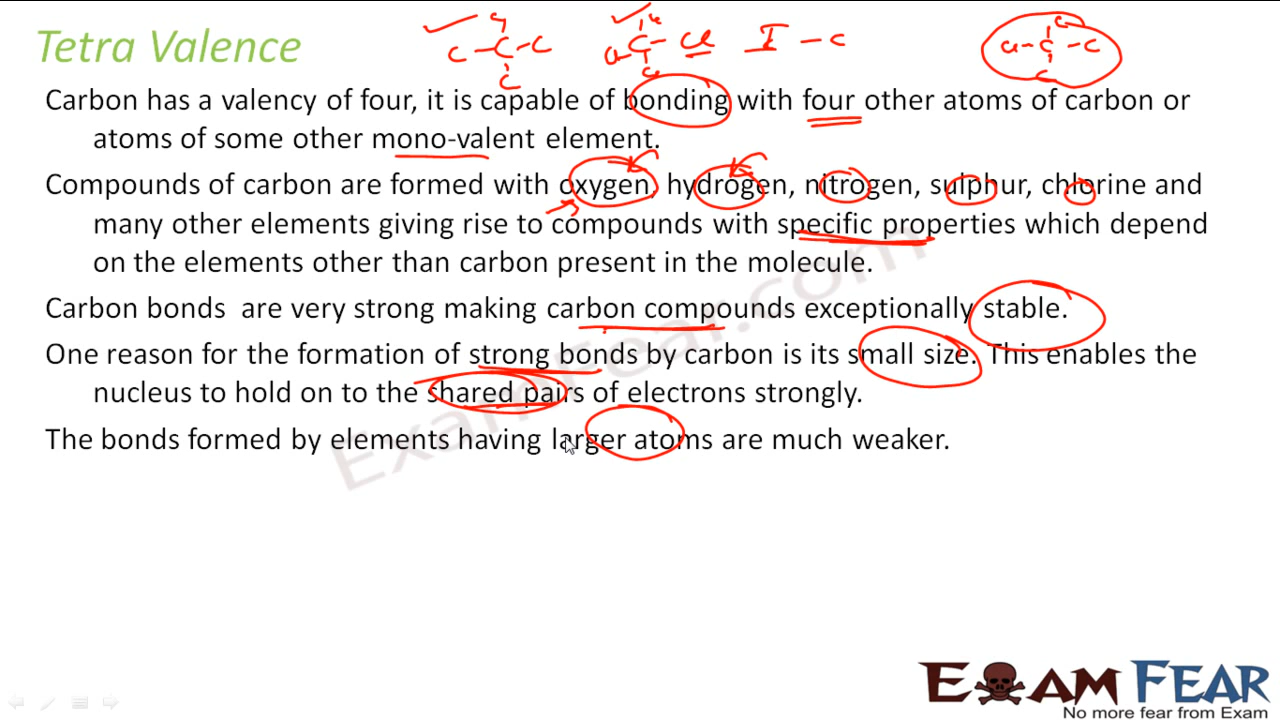 Tetra Valence
C - C - C
C
Cl
I - C
Carbon has a valency of four, it is capable of bonding with four other atoms of carbon or
atoms of some other mono-valent element.
Compounds of carbon are formed with oxygen, hydrogen, nitrogen, sulphur, chlorine and
many other elements giving rise to compounds with specific properties which depend
on the elements other than carbon present in the molecule.
Carbon bonds are very strong making carbon compounds exceptionally stable.
One reason for the formation of strong bonds by carbon is its small size. This enables the
nucleus to hold on to the shared pairs of electrons strongly.
The bonds formed by elements having larger atoms are much weaker.
ExamFear.com
EXAMFEAR
No more fear from Exam